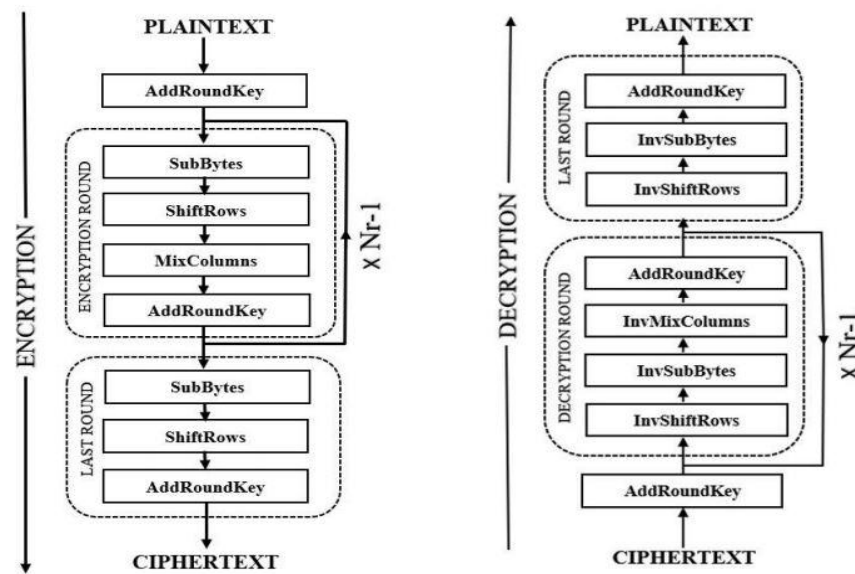 PLAINTEXT
AddRoundKey
SubBytes
ShiftRows
MixColumns
AddRoundKey
ENCRYPTION ROUND
X Nr-1
SubBytes
ShiftRows
AddRoundKey
LAST ROUND
CIPHERTEXT
ENCRYPTION
PLAINTEXT
AddRoundKey
InvSubBytes
InvShiftRows
LAST ROUND
AddRoundKey
InvMixColumns
InvSubBytes
InvShiftRows
DECRYPTION ROUND
X Nr-1
AddRoundKey
CIPHERTEXT
DECRYPTION